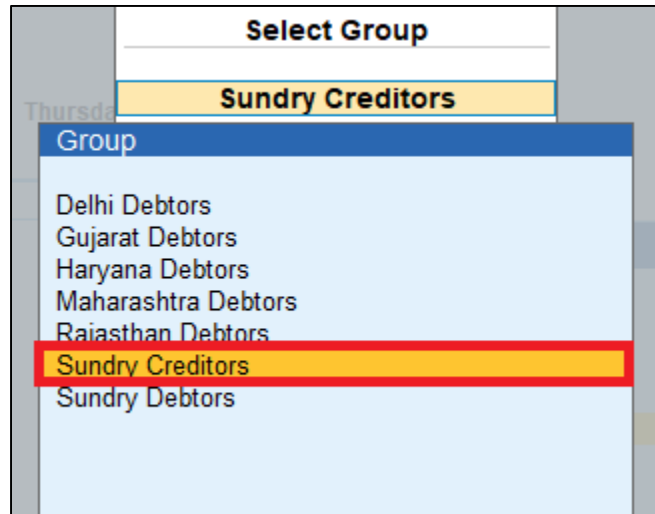 Select Group
Sundry Creditors
Thursda
Group
Delhi Debtors
Gujarat Debtors
Haryana Debtors
Maharashtra Debtors
Rajasthan Debtors
Sundry Creditors
Sundry Debtors